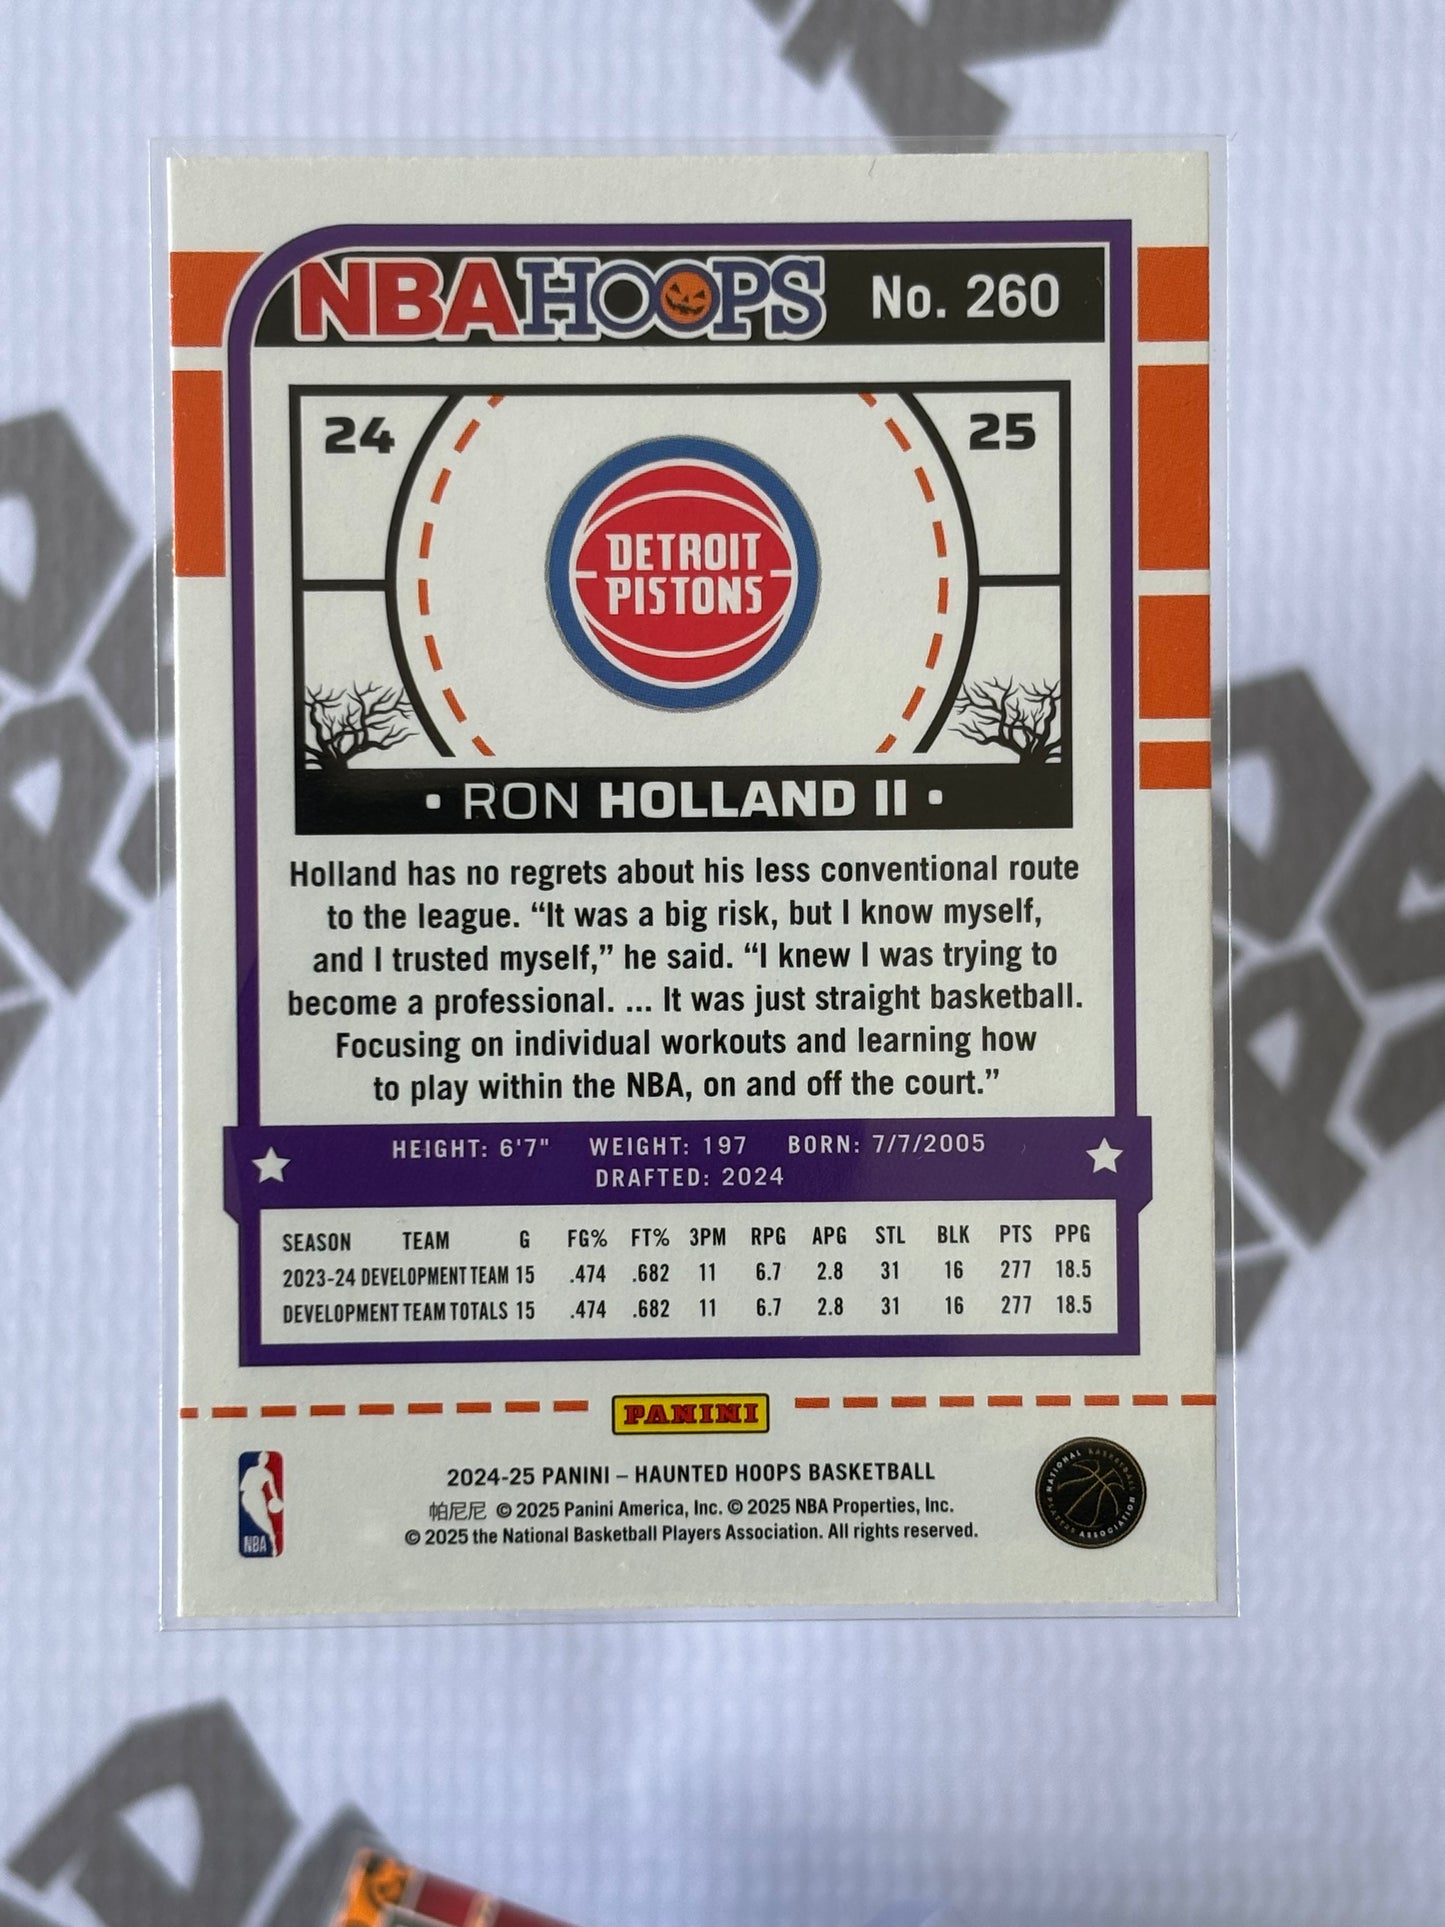 NBA HOOPS No. 260
24 25
DETROIT
PISTONS
• RON HOLLAND II •
Holland has no regrets about his less conventional route
to the league. “It was a big risk, but I know myself,
and I trusted myself,” he said. “I knew I was trying to
become a professional. ... It was just straight basketball.
Focusing on individual workouts and learning how
to play within the NBA, on and off the court.”
HEIGHT: 6'7" WEIGHT: 197 BORN: 7/7/2005
DRAFTED: 2024
SEASON TEAM G FG% FT% 3PM RPG APG STL BLK PTS PPG
2023-24 DEVELOPMENT TEAM 15 .474 .682 11 6.7 2.8 31 16 277 18.5
DEVELOPMENT TEAM TOTALS 15 .474 .682 11 6.7 2.8 31 16 277 18.5
PANINI
2024-25 PANINI – HAUNTED HOOPS BASKETBALL
帕尼尼 © 2025 Panini America, Inc. © 2025 NBA Properties, Inc.
© 2025 the National Basketball Players Association. All rights reserved.
NBA
NATIONAL BASKETBALL PLAYERS ASSOCIATION